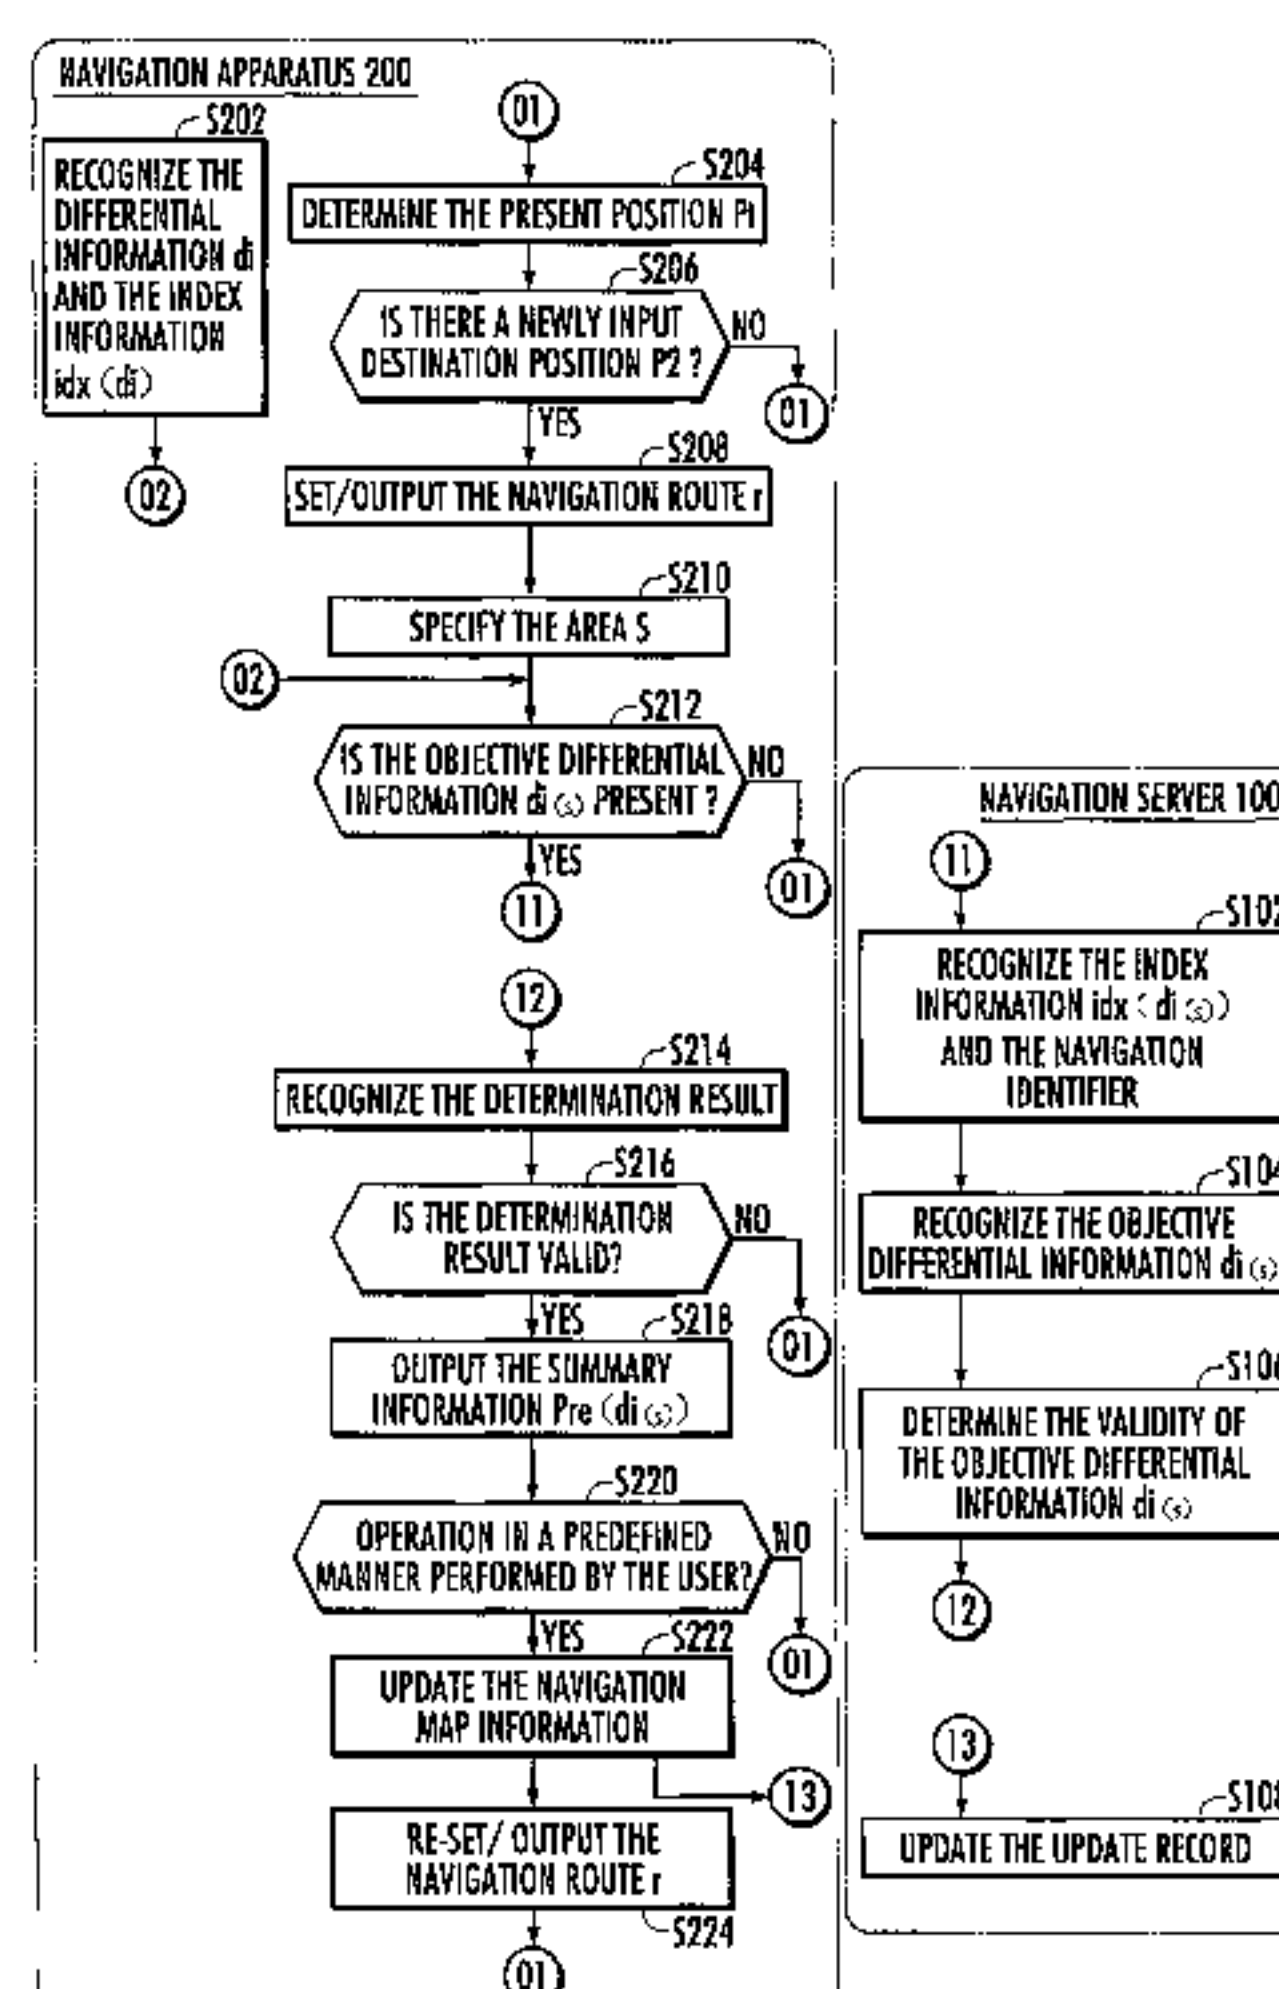 NAVIGATION APPARATUS 200
S202
RECOGNIZE THE
DIFFERENTIAL
INFORMATION di
AND THE INDEX
INFORMATION
idx (di)
02
01
S204
DETERMINE THE PRESENT POSITION P1
S206
IS THERE A NEWLY INPUT
DESTINATION POSITION P2 ?
NO
01
YES
S208
SET/OUTPUT THE NAVIGATION ROUTE r
S210
SPECIFY THE AREA S
02
S212
IS THE OBJECTIVE DIFFERENTIAL
INFORMATION di (s) PRESENT ?
NO
01
YES
11
12
S214
RECOGNIZE THE DETERMINATION RESULT
S216
IS THE DETERMINATION
RESULT VALID?
NO
01
YES
S218
OUTPUT THE SUMMARY
INFORMATION Pre (di (s))
S220
OPERATION IN A PREDEFINED
MANNER PERFORMED BY THE USER?
NO
01
YES
S222
UPDATE THE NAVIGATION
MAP INFORMATION
13
RE-SET/ OUTPUT THE
NAVIGATION ROUTE r
S224
01
NAVIGATION SERVER 100
11
S102
RECOGNIZE THE INDEX
INFORMATION idx (di (s))
AND THE NAVIGATION
IDENTIFIER
S104
RECOGNIZE THE OBJECTIVE
DIFFERENTIAL INFORMATION di (s)
S106
DETERMINE THE VALIDITY OF
THE OBJECTIVE DIFFERENTIAL
INFORMATION di (s)
12
13
S108
UPDATE THE UPDATE RECORD